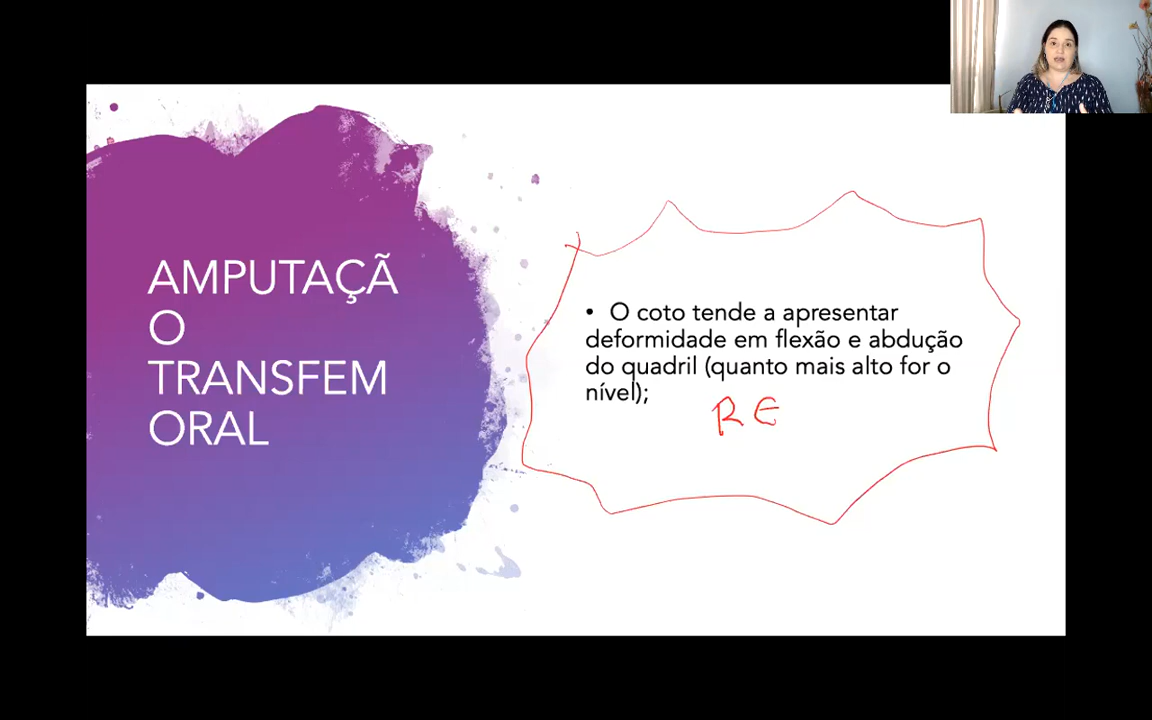 AMPUTAÇÃ
O
TRANSFEM
ORAL
• O coto tende a apresentar
deformidade em flexão e abdução
do quadril (quanto mais alto for o
nível);
RE